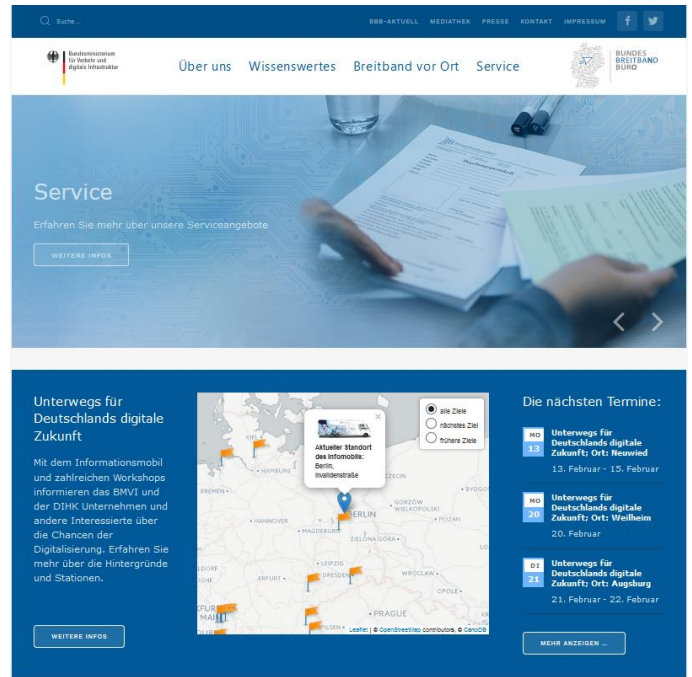 Suche ...
BBB-AKTUELL MEDIATHEK PRESSE KONTAKT IMPRESSUM
Bundesministerium
für Verkehr und
digitale Infrastruktur
Über uns Wissenswertes Breitband vor Ort Service
BUNDES
BREITBAND
BÜRO
Service
Erfahren Sie mehr über unsere Serviceangebote
WEITERE INFOS
Unterwegs für
Deutschlands digitale
Zukunft
Mit dem Informationsmobil
und zahlreichen Workshops
informieren das BMVI und
der DIHK Unternehmen und
andere Interessierte über
die Chancen der
Digitalisierung. Erfahren Sie
mehr über die Hintergründe
und Stationen.
WEITERE INFOS
alle Ziele
nächstes Ziel
frühere Ziele
Aktueller Standort
des Infomobils:
Berlin,
Invalidenstraße
KIEL
HAMBURG
BREMEN
BERLIN
GORZÓW
WIELKOPOLSKI
POZAN
HANNOVER
MAGDEBURG
ZIELONA GÓRA
LEIPZIG
ERFURT
DRESDEN
WROCLAW
OPOLE
PRAGUE
Leaflet | © OpenStreetMap contributors, © CartoDB
Die nächsten Termine:
MO
13
Unterwegs für
Deutschlands digitale
Zukunft; Ort: Neuwied
13. Februar - 15. Februar
MO
20
Unterwegs für
Deutschlands digitale
Zukunft; Ort: Weilheim
20. Februar
DI
21
Unterwegs für
Deutschlands digitale
Zukunft; Ort: Augsburg
21. Februar - 22. Februar
MEHR ANZEIGEN ...